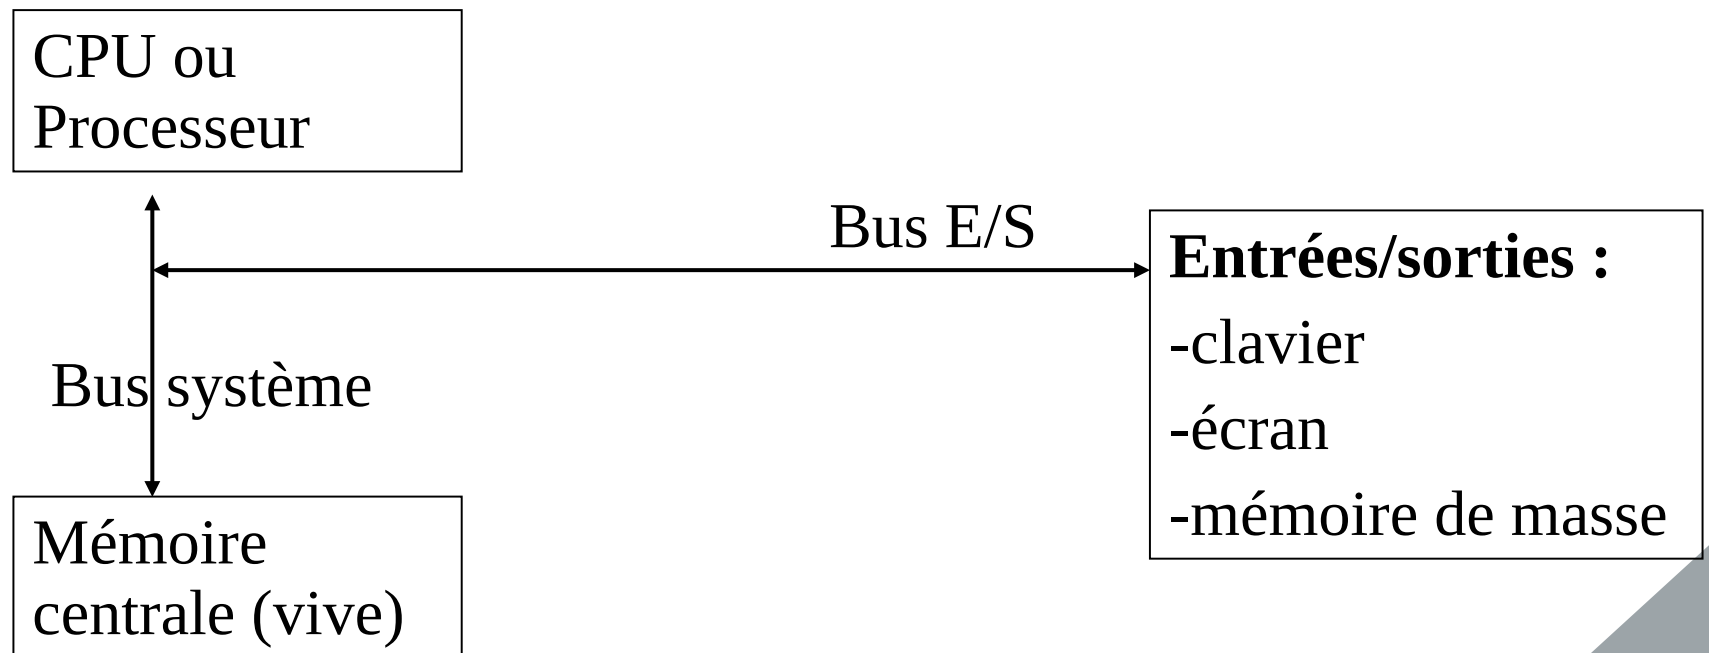 CPU ou
Processeur
Bus E/S
Entrées/sorties :
-clavier
-écran
-mémoire de masse
Bus système
Mémoire
centrale (vive)